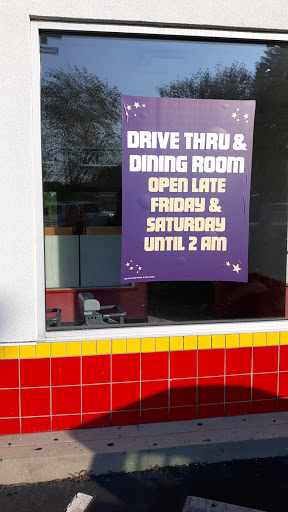 DRIVE THRU &
DINING ROOM
OPEN LATE
FRIDAY &
SATURDAY
UNTIL 2 AM